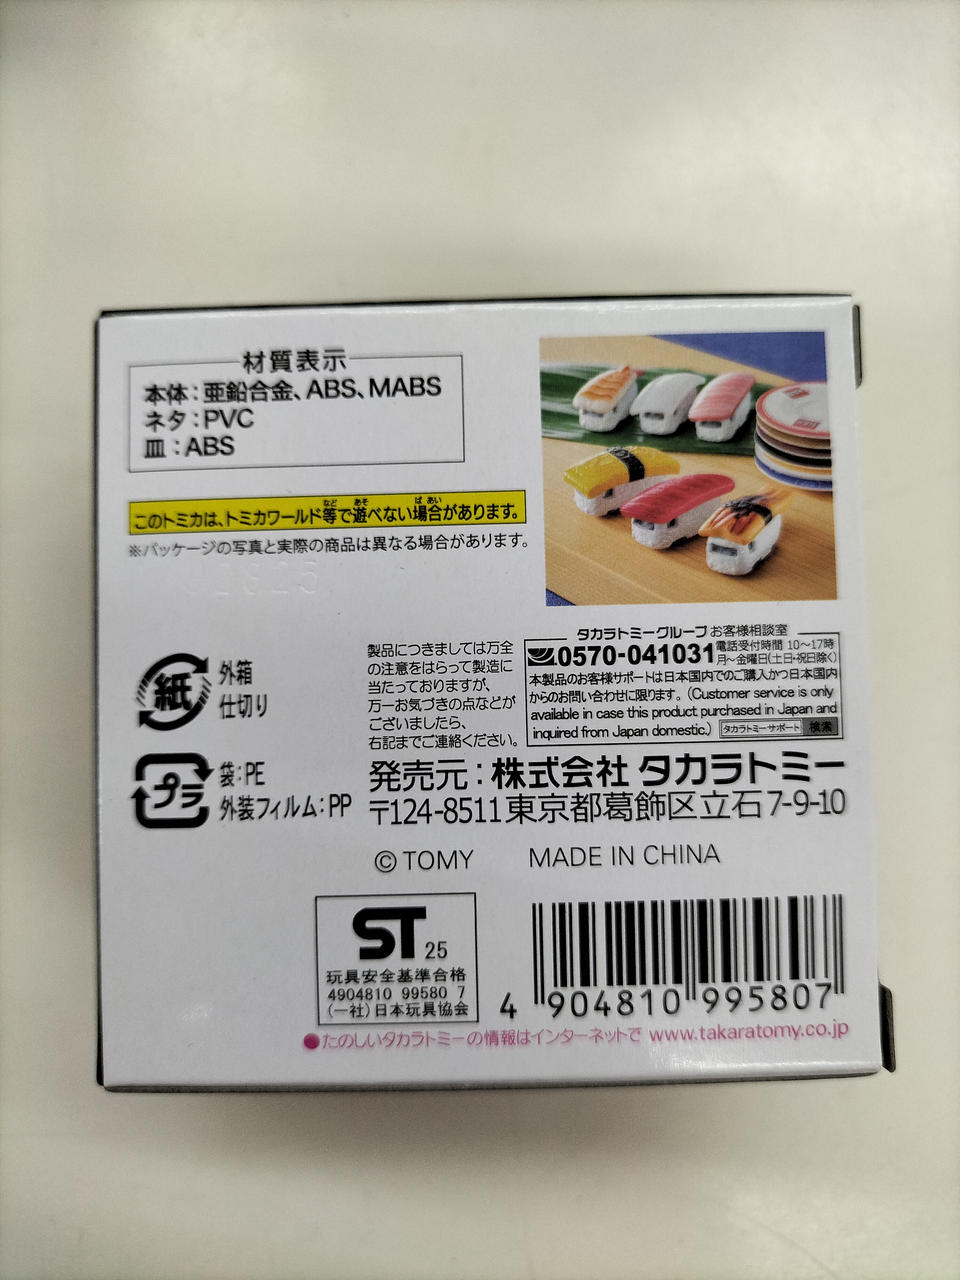 材質表示
本体：亜鉛合金、ABS、MABS
ネタ：PVC
皿：ABS
このトミカは、トミカワールド等で遊べない場合があります。
※パッケージの写真と実際の商品は異なる場合があります。
紙
外箱
仕切り
プラ
袋：PE
外装フィルム：PP
製品につきましては万全
の注意をはらって製造に
当たっておりますが、
万一お気づきの点などが
ございましたら、
右記までご連絡ください。
タカラトミーグループお客様相談室
0570-041031
電話受付時間 10～17時
月～金曜日(土日・祝日除く)
本製品のお客様サポートは日本国内でのご購入かつ日本国内
からのお問い合わせに限ります。(Customer service is only
available in case this product purchased in Japan and
inquired from Japan domestic.)
タカラトミーサポート 検索
発売元：株式会社 タカラトミー
〒124-8511東京都葛飾区立石7-9-10
© TOMY MADE IN CHINA
ST 25
玩具安全基準合格
4904810 99580 7
(一社)日本玩具協会
4 904810 995807
●たのしいタカラトミーの情報はインターネットで www.takaratomy.co.jp